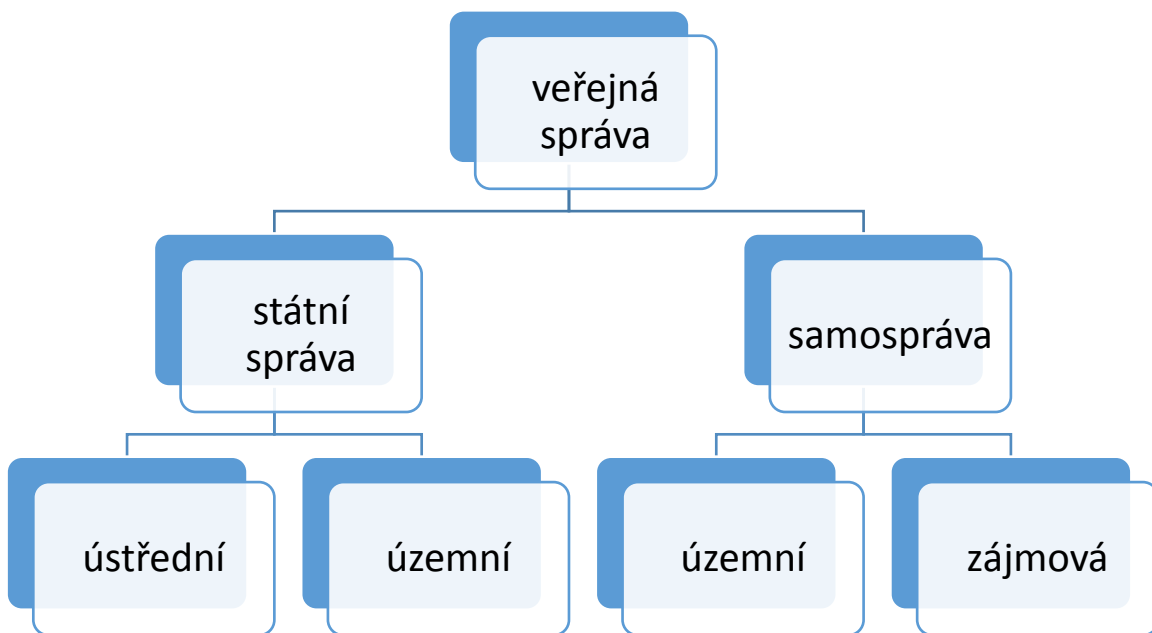 veřejná
správa
státní
správa
samospráva
ústřední
územní
územní
zájmová